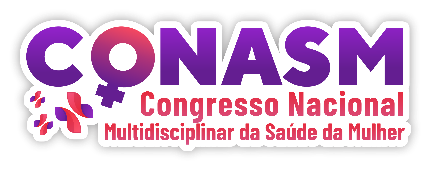 CONASM
Congresso Nacional
Multidisciplinar da Saúde da Mulher